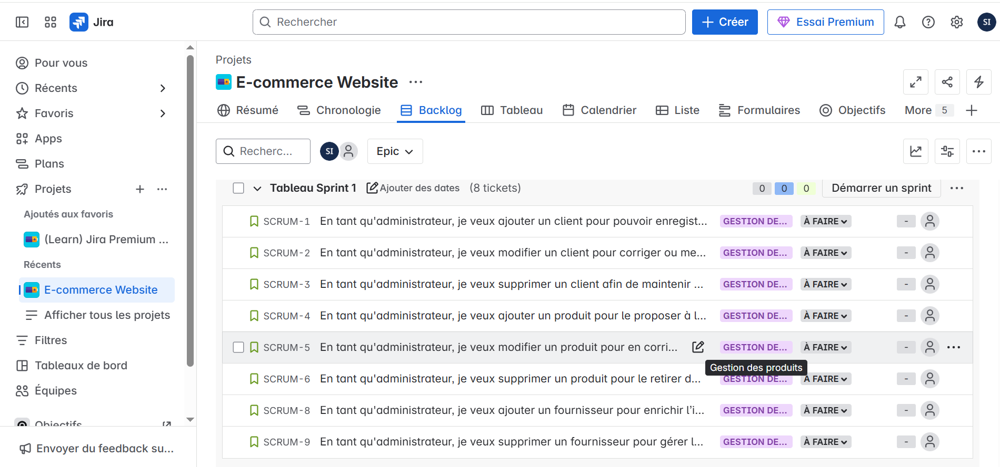 Jira
Rechercher
Créer
Essai Premium
SI
Pour vous
Récents
Favoris
Apps
Plans
Projets
Ajoutés aux favoris
(Learn) Jira Premium ...
Récents
E-commerce Website
Afficher tous les projets
Filtres
Tableaux de bord
Équipes
Objectifs
Envoyer du feedback su...
Projets
E-commerce Website
Résumé
Chronologie
Backlog
Tableau
Calendrier
Liste
Formulaires
Objectifs
More 5
Recherc...
SI
Epic
Tableau Sprint 1 Ajouter des dates (8 tickets) 0 0 0 Démarrer un sprint
SCRUM-1 En tant qu'administrateur, je veux ajouter un client pour pouvoir enregist... GESTION DE... À FAIRE -
SCRUM-2 En tant qu'administrateur, je veux modifier un client pour corriger ou me... GESTION DE... À FAIRE -
SCRUM-3 En tant qu'administrateur, je veux supprimer un client afin de maintenir ... GESTION DE... À FAIRE -
SCRUM-4 En tant qu'administrateur, je veux ajouter un produit pour le proposer à l... GESTION DE... À FAIRE -
SCRUM-5 En tant qu'administrateur, je veux modifier un produit pour en corri... GESTION DE... À FAIRE -
Gestion des produits
SCRUM-6 En tant qu'administrateur, je veux supprimer un produit pour le retirer d... GESTION DE... À FAIRE -
SCRUM-8 En tant qu'administrateur, je veux ajouter un fournisseur pour enrichir l’i... GESTION DE... À FAIRE -
SCRUM-9 En tant qu'administrateur, je veux supprimer un fournisseur pour gérer l... GESTION DE... À FAIRE -